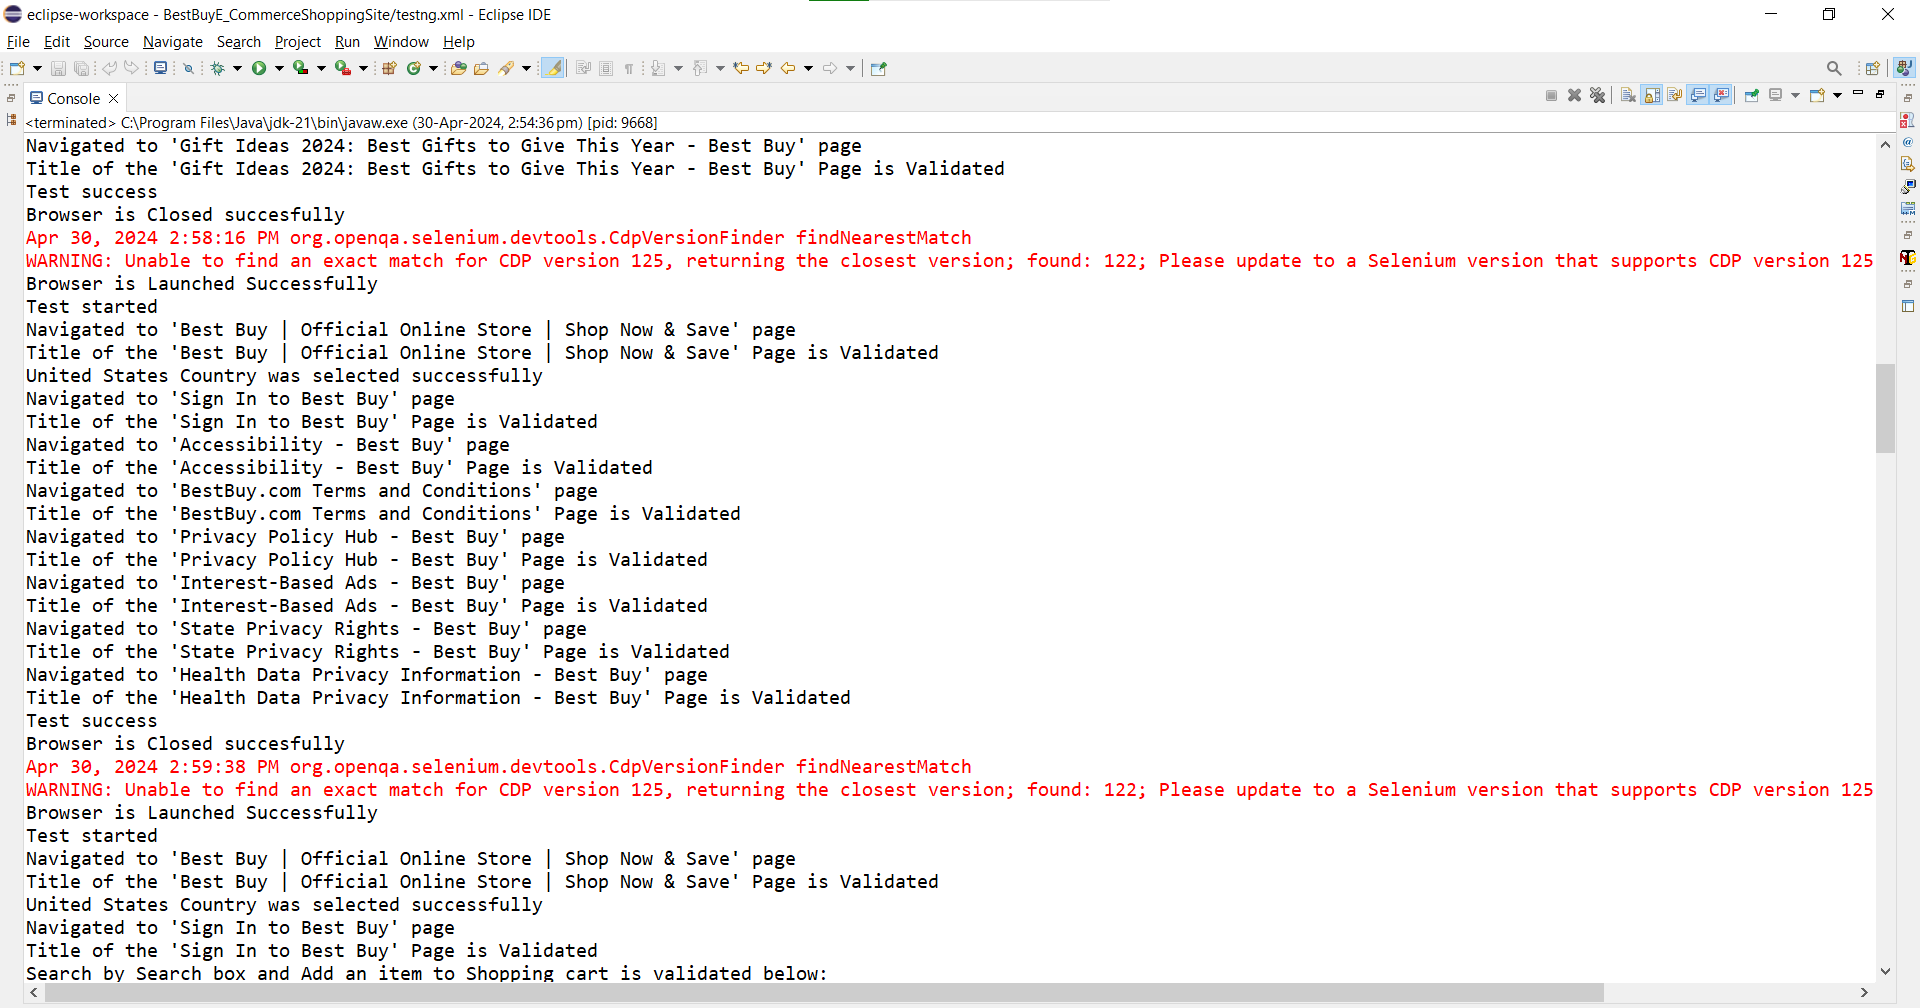 eclipse-workspace - BestBuyE_CommerceShoppingSite/testng.xml - Eclipse IDE
File Edit Source Navigate Search Project Run Window Help
Console
<terminated> C:\Program Files\Java\jdk-21\bin\javaw.exe (30-Apr-2024, 2:54:36 pm) [pid: 9668]
Navigated to 'Gift Ideas 2024: Best Gifts to Give This Year - Best Buy' page
Title of the 'Gift Ideas 2024: Best Gifts to Give This Year - Best Buy' Page is Validated
Test success
Browser is Closed succesfully
Apr 30, 2024 2:58:16 PM org.openqa.selenium.devtools.CdpVersionFinder findNearestMatch
WARNING: Unable to find an exact match for CDP version 125, returning the closest version; found: 122; Please update to a Selenium version that supports CDP version 125
Browser is Launched Successfully
Test started
Navigated to 'Best Buy | Official Online Store | Shop Now & Save' page
Title of the 'Best Buy | Official Online Store | Shop Now & Save' Page is Validated
United States Country was selected successfully
Navigated to 'Sign In to Best Buy' page
Title of the 'Sign In to Best Buy' Page is Validated
Navigated to 'Accessibility - Best Buy' page
Title of the 'Accessibility - Best Buy' Page is Validated
Navigated to 'BestBuy.com Terms and Conditions' page
Title of the 'BestBuy.com Terms and Conditions' Page is Validated
Navigated to 'Privacy Policy Hub - Best Buy' page
Title of the 'Privacy Policy Hub - Best Buy' Page is Validated
Navigated to 'Interest-Based Ads - Best Buy' page
Title of the 'Interest-Based Ads - Best Buy' Page is Validated
Navigated to 'State Privacy Rights - Best Buy' page
Title of the 'State Privacy Rights - Best Buy' Page is Validated
Navigated to 'Health Data Privacy Information - Best Buy' page
Title of the 'Health Data Privacy Information - Best Buy' Page is Validated
Test success
Browser is Closed succesfully
Apr 30, 2024 2:59:38 PM org.openqa.selenium.devtools.CdpVersionFinder findNearestMatch
WARNING: Unable to find an exact match for CDP version 125, returning the closest version; found: 122; Please update to a Selenium version that supports CDP version 125
Browser is Launched Successfully
Test started
Navigated to 'Best Buy | Official Online Store | Shop Now & Save' page
Title of the 'Best Buy | Official Online Store | Shop Now & Save' Page is Validated
United States Country was selected successfully
Navigated to 'Sign In to Best Buy' page
Title of the 'Sign In to Best Buy' Page is Validated
Search by Search box and Add an item to Shopping cart is validated below: